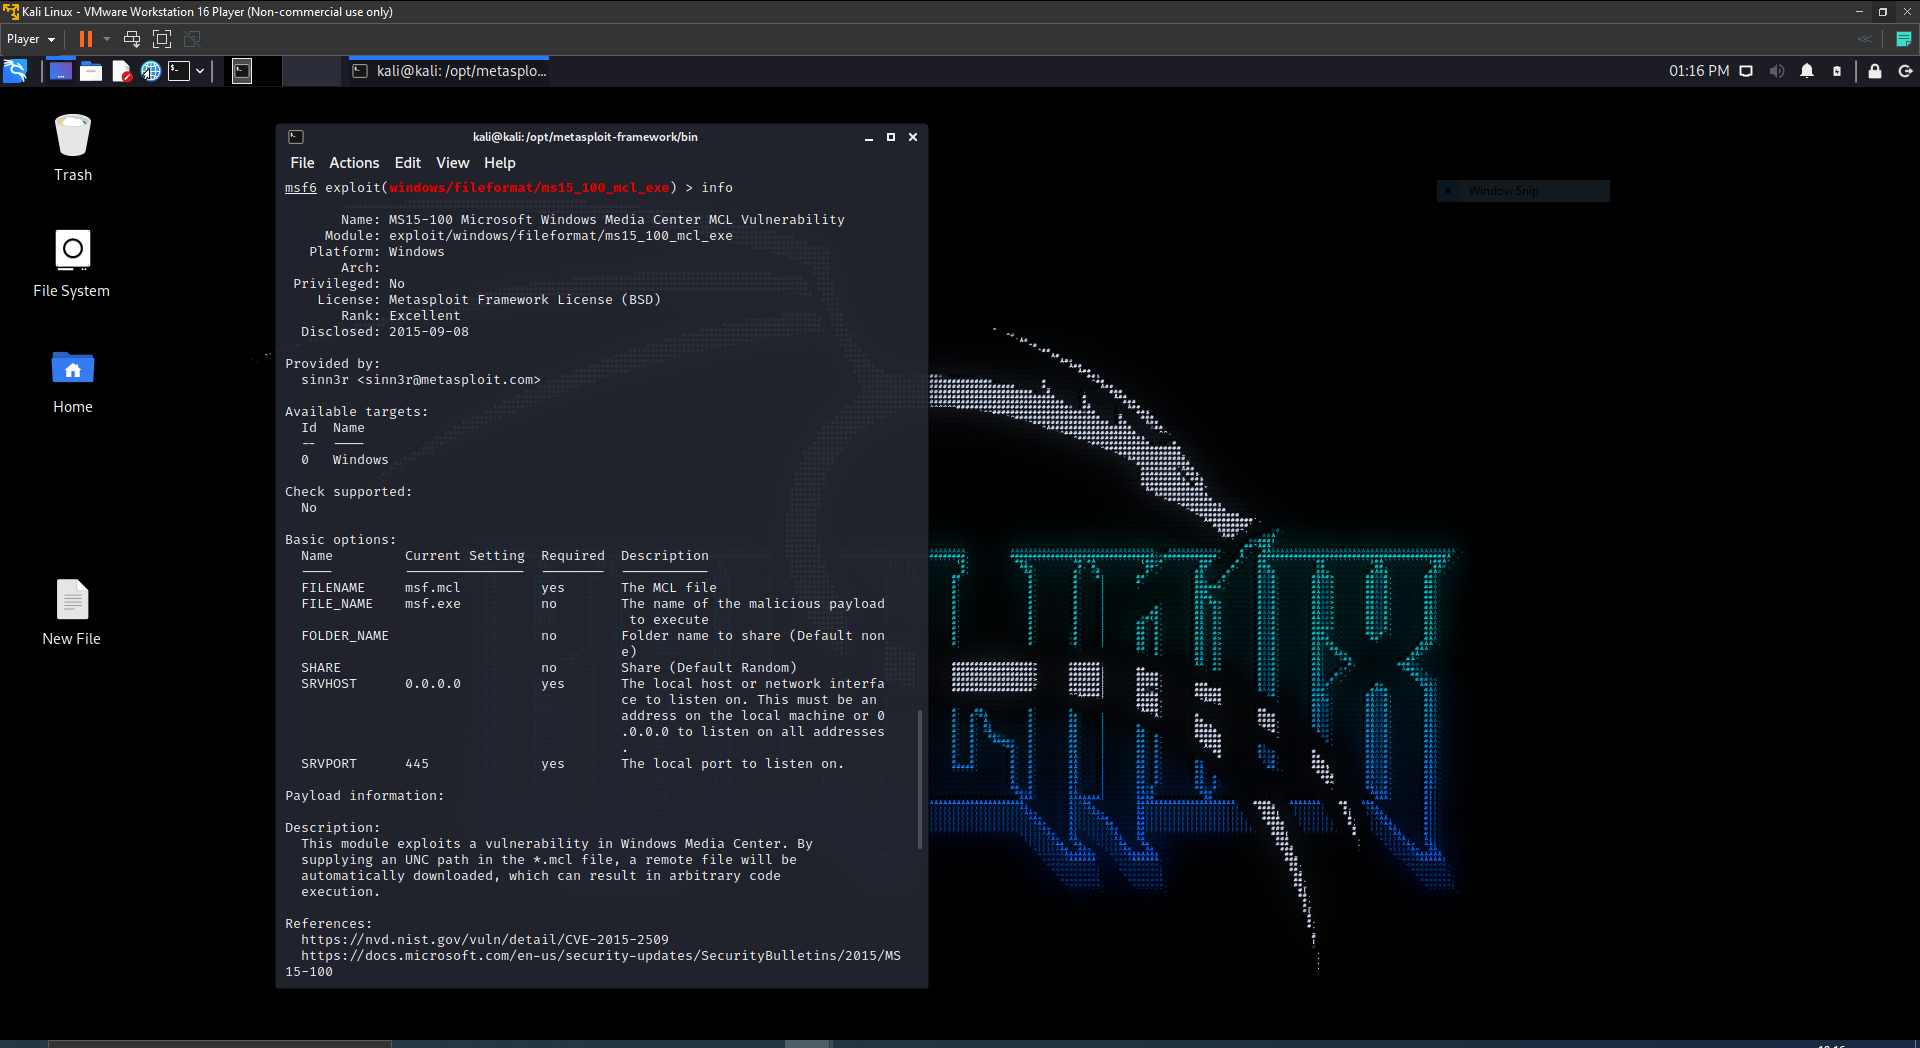 Kali Linux - VMware Workstation 16 Player (Non-commercial use only)
Player
kali@kali: /opt/metasplo...
01:16 PM
Trash
File System
Home
New File
Window Snip
kali@kali: /opt/metasploit-framework/bin
File Actions Edit View Help
msf6 exploit(windows/fileformat/ms15_100_mcl_exe) > info
Name: MS15-100 Microsoft Windows Media Center MCL Vulnerability
Module: exploit/windows/fileformat/ms15_100_mcl_exe
Platform: Windows
Arch:
Privileged: No
License: Metasploit Framework License (BSD)
Rank: Excellent
Disclosed: 2015-09-08
Provided by:
sinn3r <sinn3r@metasploit.com>
Available targets:
Id Name
-- ----
0 Windows
Check supported:
No
Basic options:
Name Current Setting Required Description
---- --------------- -------- -----------
FILENAME msf.mcl yes The MCL file
FILE_NAME msf.exe no The name of the malicious payload
to execute
FOLDER_NAME no Folder name to share (Default non
e)
SHARE no Share (Default Random)
SRVHOST 0.0.0.0 yes The local host or network interfa
ce to listen on. This must be an
address on the local machine or 0
.0.0.0 to listen on all addresses
.
SRVPORT 445 yes The local port to listen on.
Payload information:
Description:
This module exploits a vulnerability in Windows Media Center. By
supplying an UNC path in the *.mcl file, a remote file will be
automatically downloaded, which can result in arbitrary code
execution.
References:
https://nvd.nist.gov/vuln/detail/CVE-2015-2509
https://docs.microsoft.com/en-us/security-updates/SecurityBulletins/2015/MS
15-100